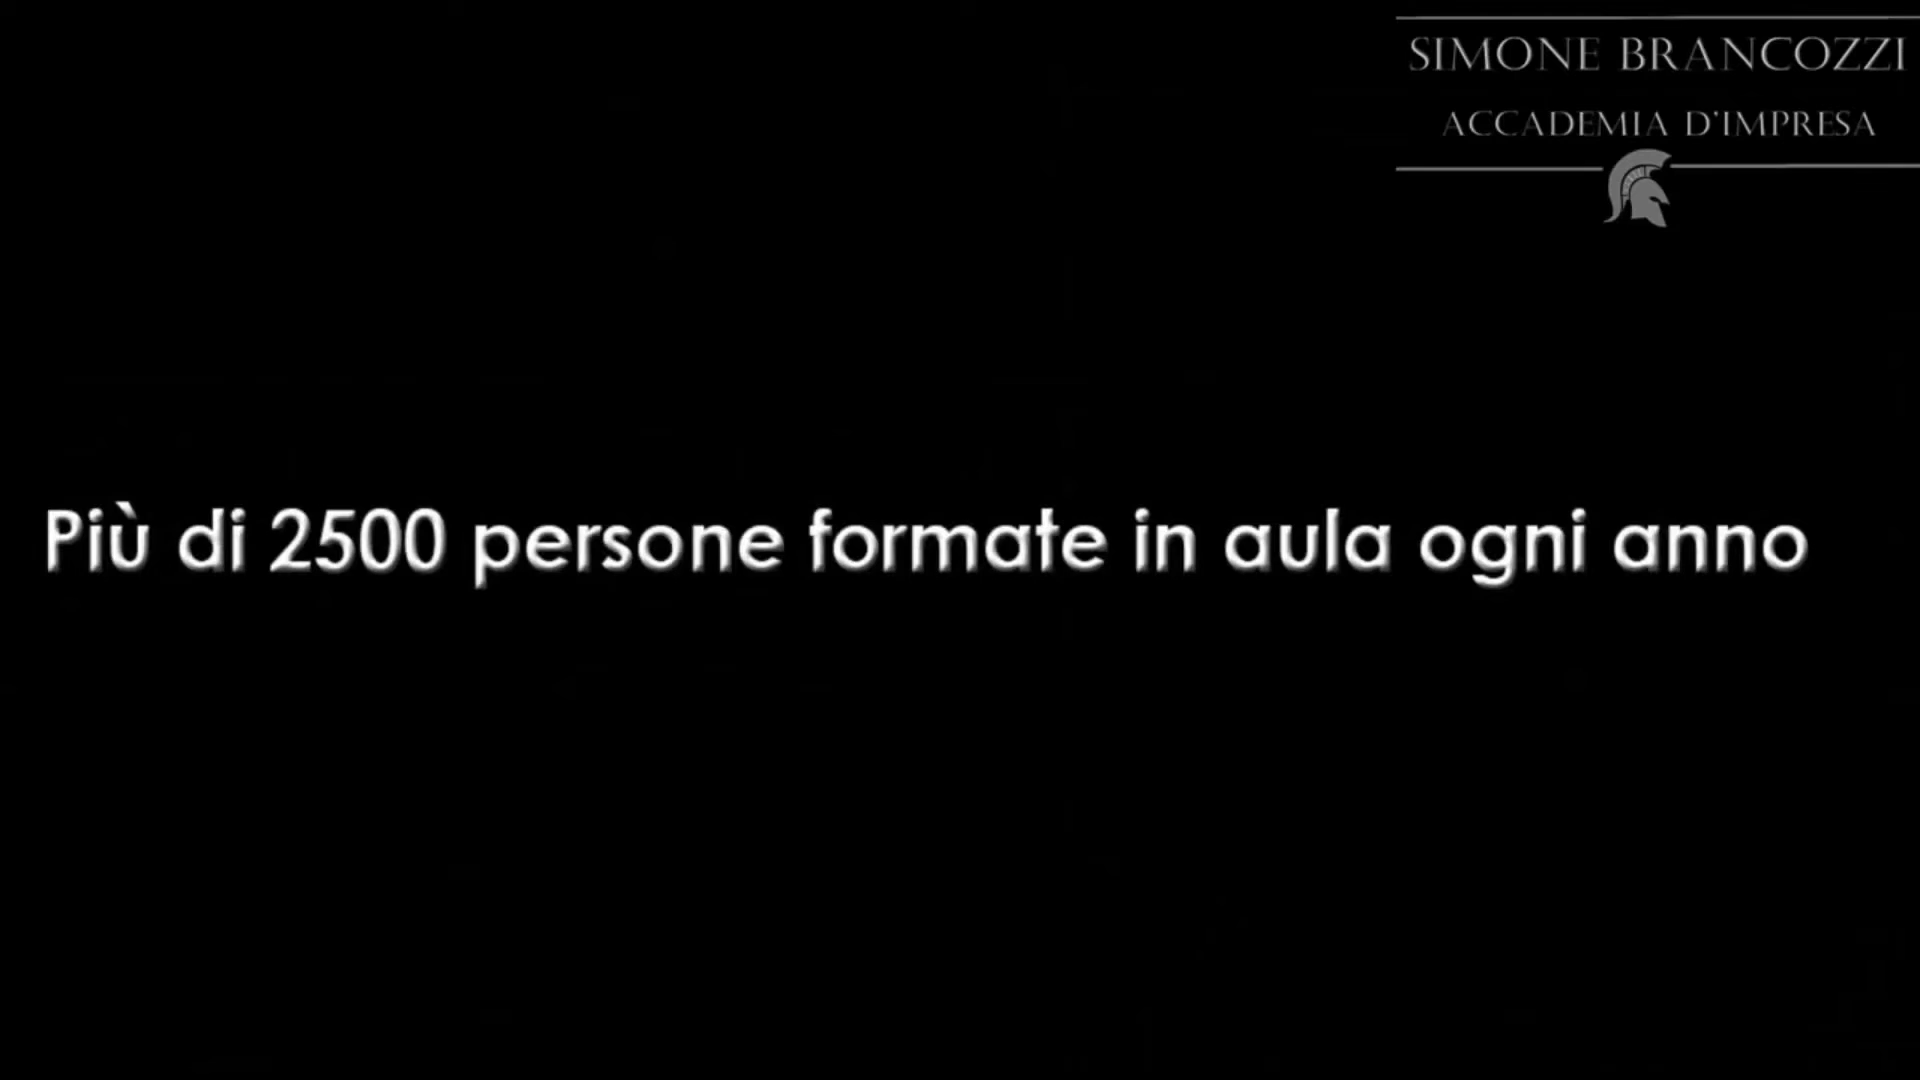 SIMONE BRANCOZZI
ACCADEMIA D'IMPRESA
Più di 2500 persone formate in aula ogni anno